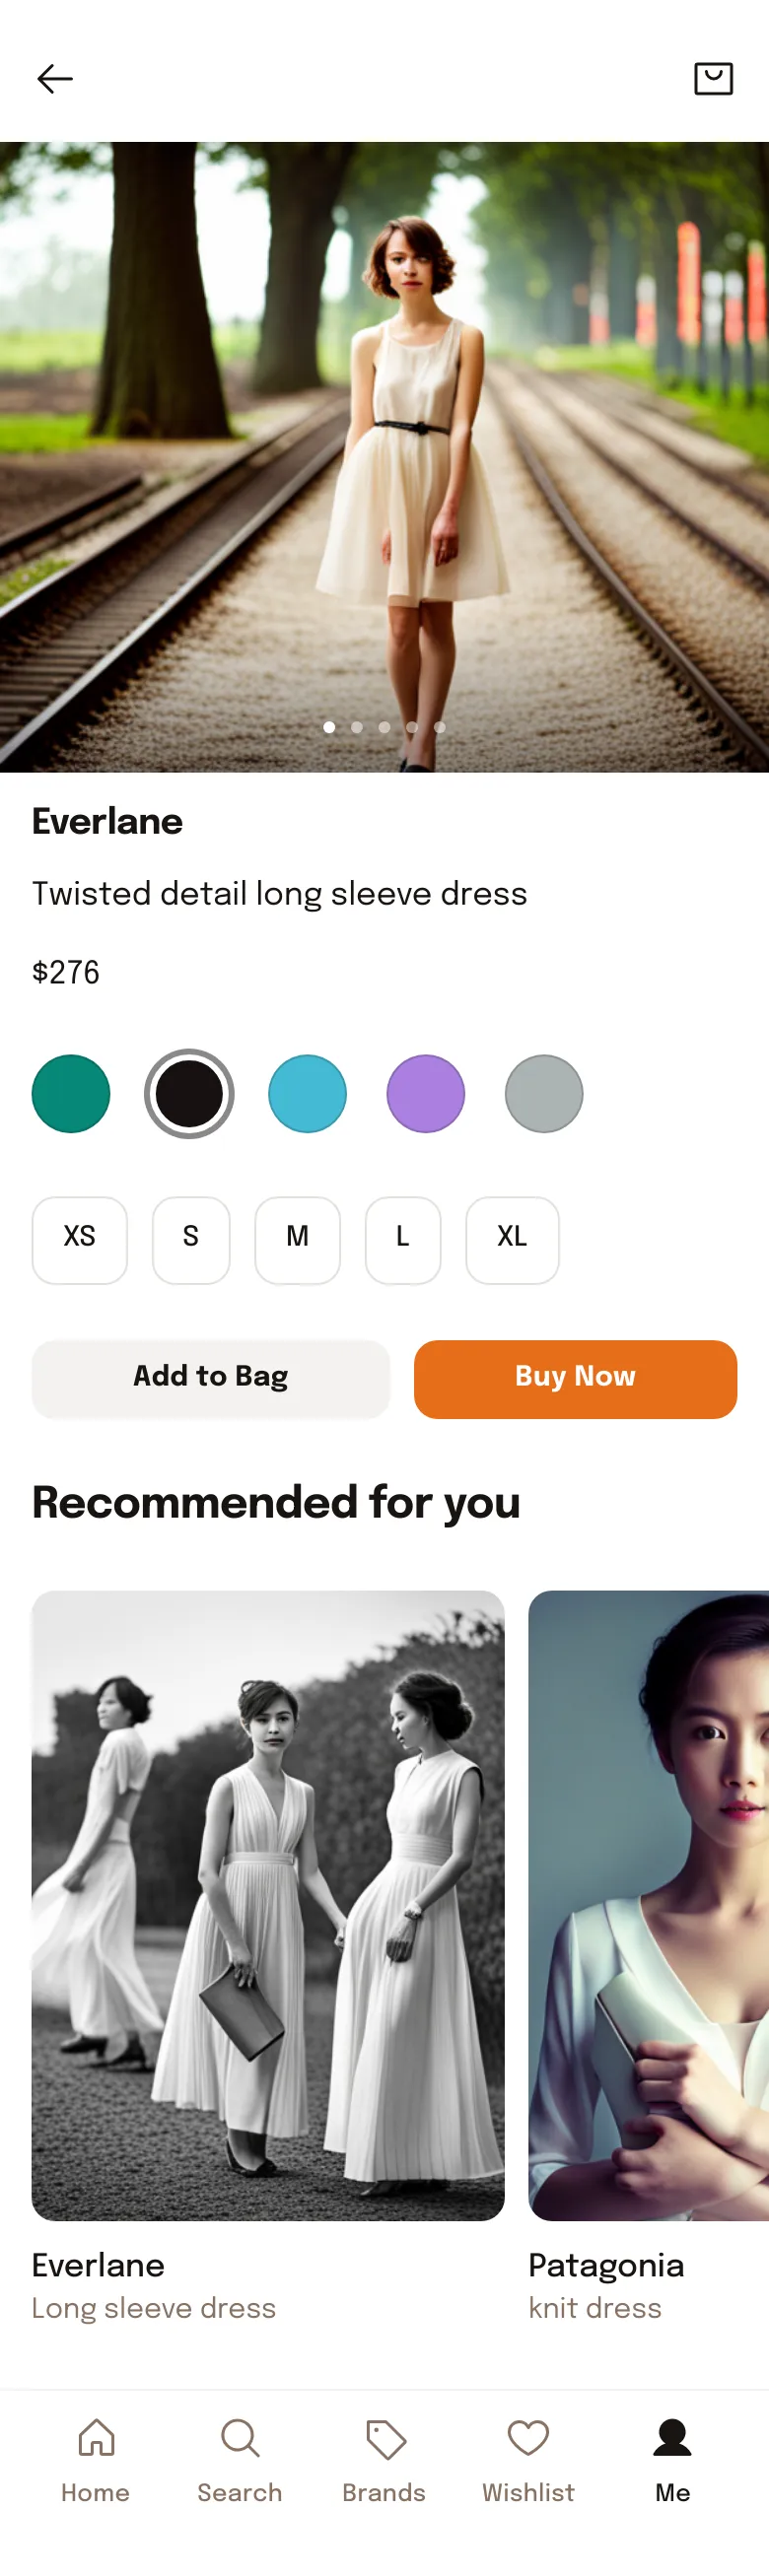 Everlane
Twisted detail long sleeve dress
$276
XS S M L XL
Add to Bag Buy Now
Recommended for you
Everlane Patagonia
Long sleeve dress knit dress
Home Search Brands Wishlist Me